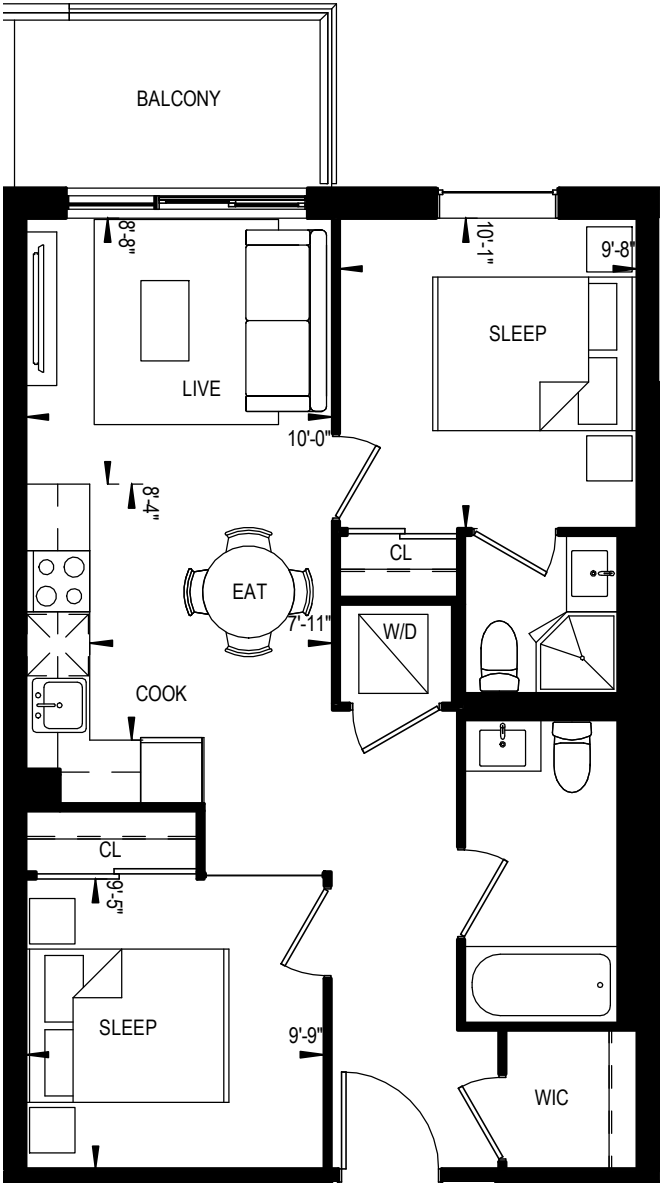 BALCONY
8'-8"
10'-1"
9'-8"
SLEEP
LIVE
10'-0"
8'-4"
CL
EAT
7'-11"
W/D
COOK
CL
9'-5"
SLEEP
9'-9"
WIC